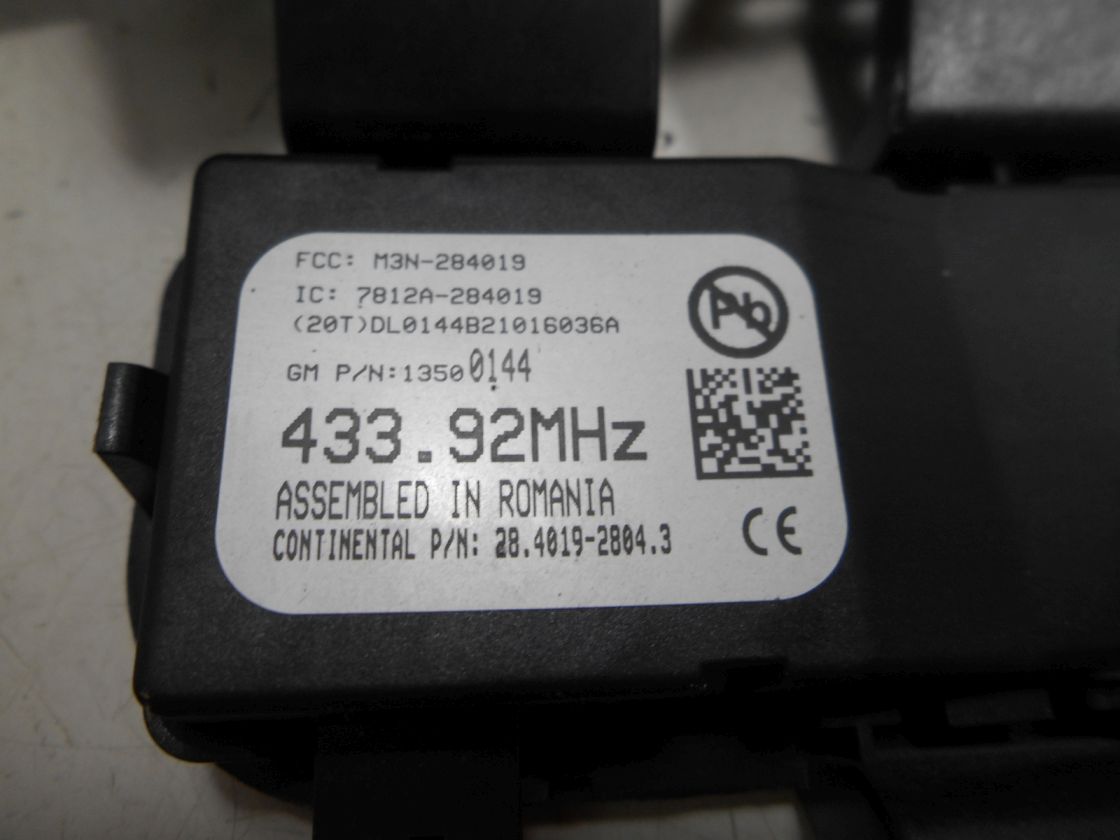 FCC: M3N-284019
IC: 7812A-284019
(20T)DL0144B21016036A
Pb
GM P/N:13500144
433.92MHz
ASSEMBLED IN ROMANIA
CONTINENTAL P/N: 28.4019-2804.3
CE